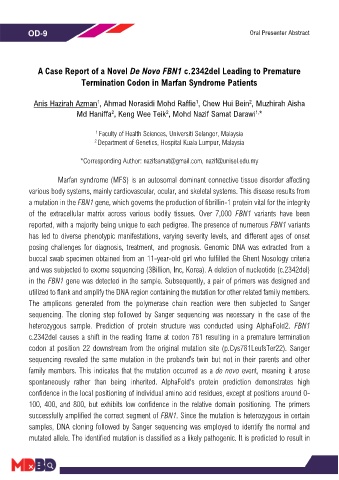 OD-9
Oral Presenter Abstract
A Case Report of a Novel De Novo FBN1 c.2342del Leading to Premature
Termination Codon in Marfan Syndrome Patients
Anis Hazirah Azman¹, Ahmad Norasidi Mohd Raffie¹, Chew Hui Bein², Muzhirah Aisha
Md Haniffa², Keng Wee Teik², Mohd Nazif Samat Darawi¹,*
¹ Faculty of Health Sciences, Universiti Selangor, Malaysia
² Department of Genetics, Hospital Kuala Lumpur, Malaysia
*Corresponding Author: nazifsamat@gmail.com, nazif@unisel.edu.my
Marfan syndrome (MFS) is an autosomal dominant connective tissue disorder affecting
various body systems, mainly cardiovascular, ocular, and skeletal systems. This disease results from
a mutation in the FBN1 gene, which governs the production of fibrillin-1 protein vital for the integrity
of the extracellular matrix across various bodily tissues. Over 7,000 FBN1 variants have been
reported, with a majority being unique to each pedigree. The presence of numerous FBN1 variants
has led to diverse phenotypic manifestations, varying severity levels, and different ages of onset
posing challenges for diagnosis, treatment, and prognosis. Genomic DNA was extracted from a
buccal swab specimen obtained from an 11-year-old girl who fulfilled the Ghent Nosology criteria
and was subjected to exome sequencing (3Billion, Inc, Korea). A deletion of nucleotide (c.2342del)
in the FBN1 gene was detected in the sample. Subsequently, a pair of primers was designed and
utilized to flank and amplify the DNA region containing the mutation for other related family members.
The amplicons generated from the polymerase chain reaction were then subjected to Sanger
sequencing. The cloning step followed by Sanger sequencing was necessary in the case of the
heterozygous sample. Prediction of protein structure was conducted using AlphaFold2. FBN1
c.2342del causes a shift in the reading frame at codon 781 resulting in a premature termination
codon at position 22 downstream from the original mutation site (p.Cys781LeufsTer22). Sanger
sequencing revealed the same mutation in the proband's twin but not in their parents and other
family members. This indicates that the mutation occurred as a de novo event, meaning it arose
spontaneously rather than being inherited. AlphaFold's protein prediction demonstrates high
confidence in the local positioning of individual amino acid residues, except at positions around 0-
100, 400, and 800, but exhibits low confidence in the relative domain positioning. The primers
successfully amplified the correct segment of FBN1. Since the mutation is heterozygous in certain
samples, DNA cloning followed by Sanger sequencing was employed to identify the normal and
mutated allele. The identified mutation is classified as a likely pathogenic. It is predicted to result in